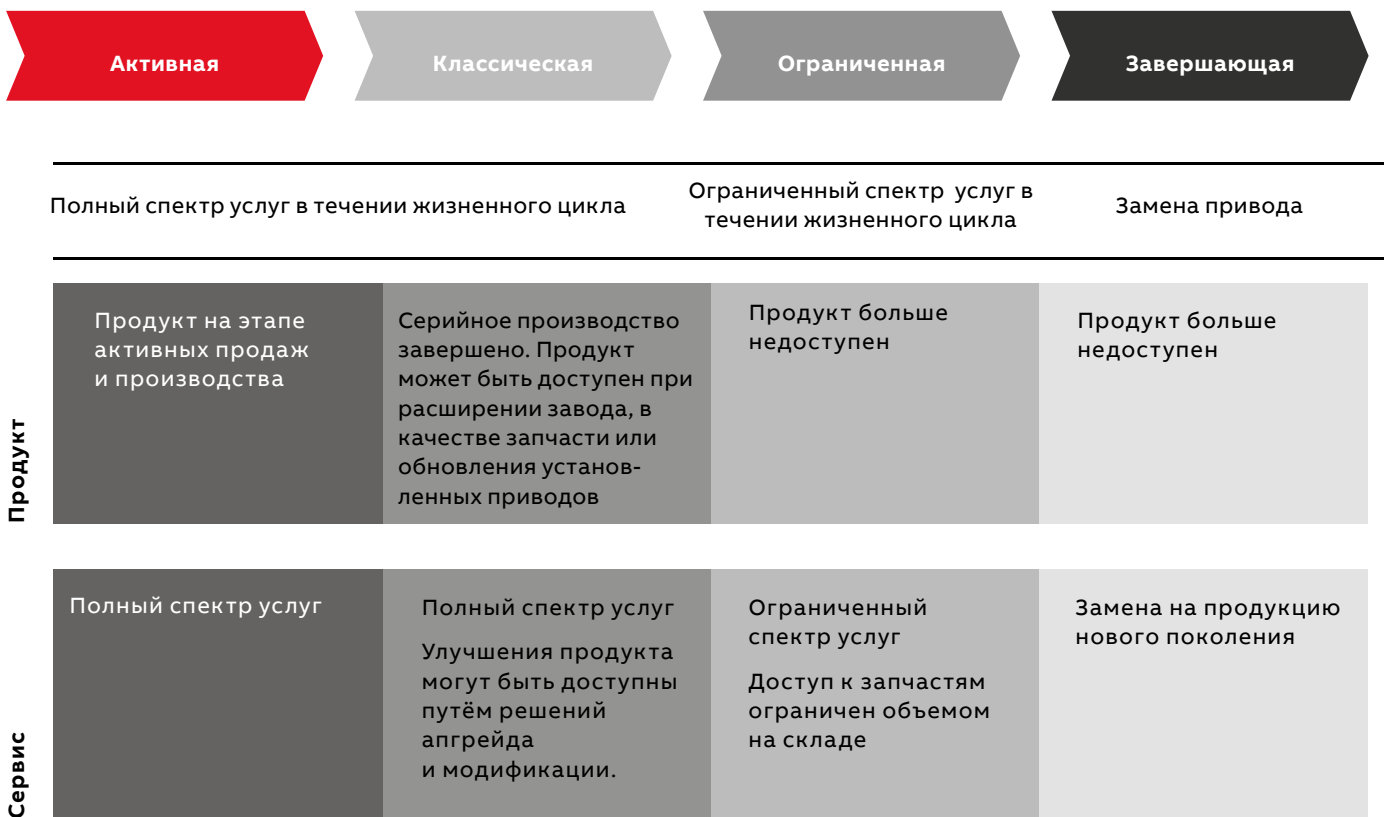 Активная
Классическая
Ограниченная
Завершающая
Полный спектр услуг в течении жизненного цикла
Ограниченный спектр услуг в
течении жизненного цикла
Замена привода
Продукт
Продукт на этапе
активных продаж
и производства
Серийное производство
завершено. Продукт
может быть доступен при
расширении завода, в
качестве запчасти или
обновления установ-
ленных приводов
Продукт больше
недоступен
Продукт больше
недоступен
Сервис
Полный спектр услуг
Полный спектр услуг
Улучшения продукта
могут быть доступны
путём решений
апгрейда
и модификации.
Ограниченный
спектр услуг
Доступ к запчастям
ограничен объемом
на складе
Замена на продукцию
нового поколения